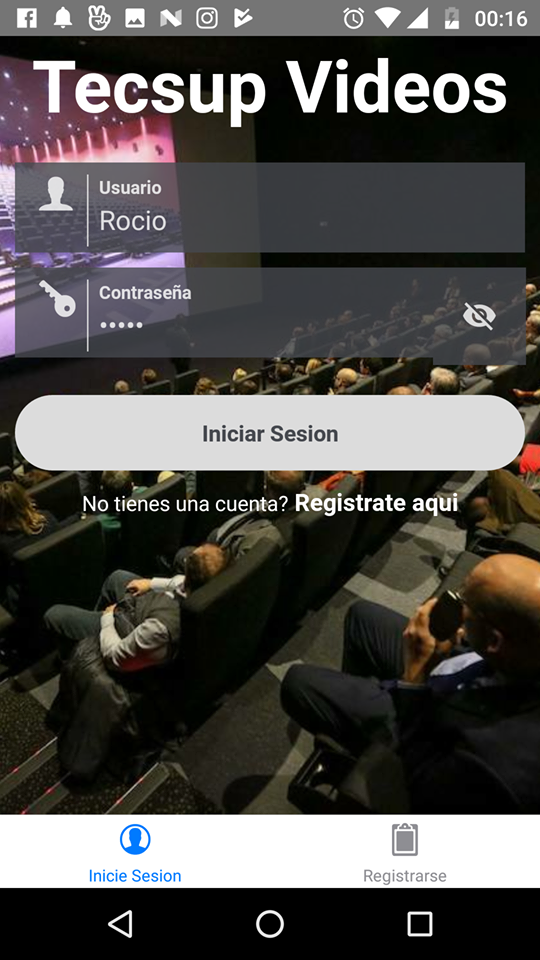 00:16
Tecsup Videos
Usuario
Rocio
Contraseña
•••••
Iniciar Sesion
No tienes una cuenta? Registrate aqui
Inicie Sesion
Registrarse